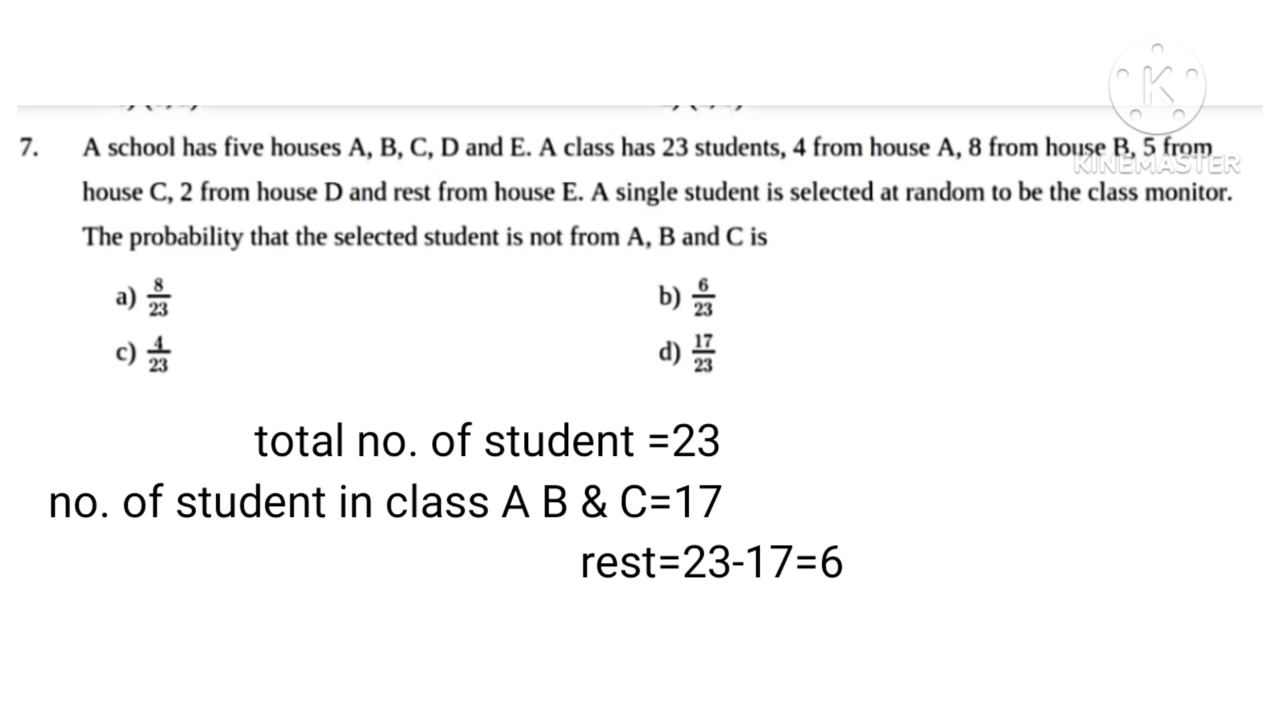 K
KINEMASTER
7. A school has five houses A, B, C, D and E. A class has 23 students, 4 from house A, 8 from house B, 5 from
house C, 2 from house D and rest from house E. A single student is selected at random to be the class monitor.
The probability that the selected student is not from A, B and C is
a) 8/23 b) 6/23
c) 4/23 d) 17/23
total no. of student =23
no. of student in class A B & C=17
rest=23-17=6